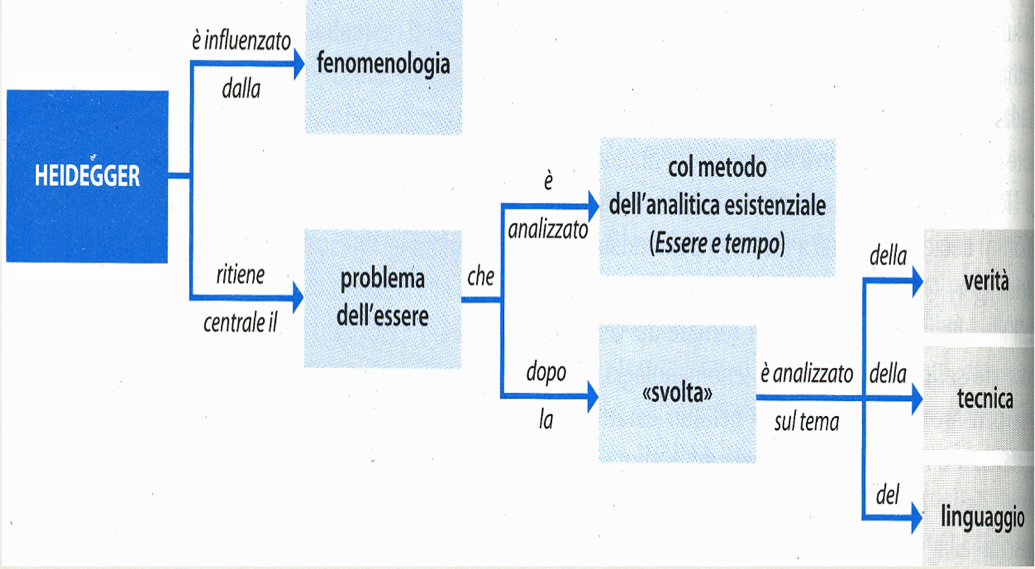 è influenzato
dalla
fenomenologia
HEIDEGGER
ritiene
centrale il
problema
dell'essere
che
è
analizzato
col metodo
dell'analitica esistenziale
(Essere e tempo)
dopo
la
«svolta»
è analizzato
sul tema
della
verità
della
tecnica
del
linguaggio